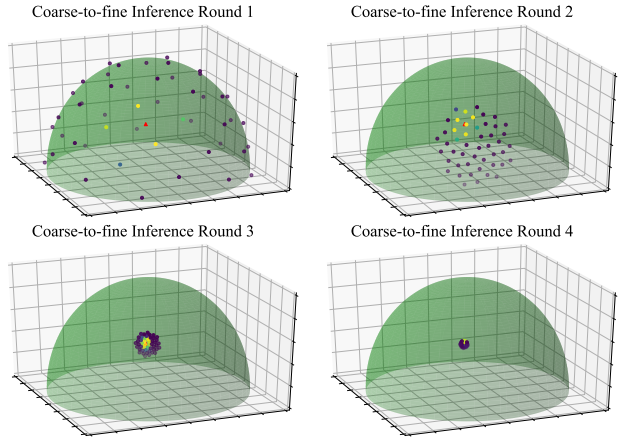 Coarse-to-fine Inference Round 1
Coarse-to-fine Inference Round 2
Coarse-to-fine Inference Round 3
Coarse-to-fine Inference Round 4